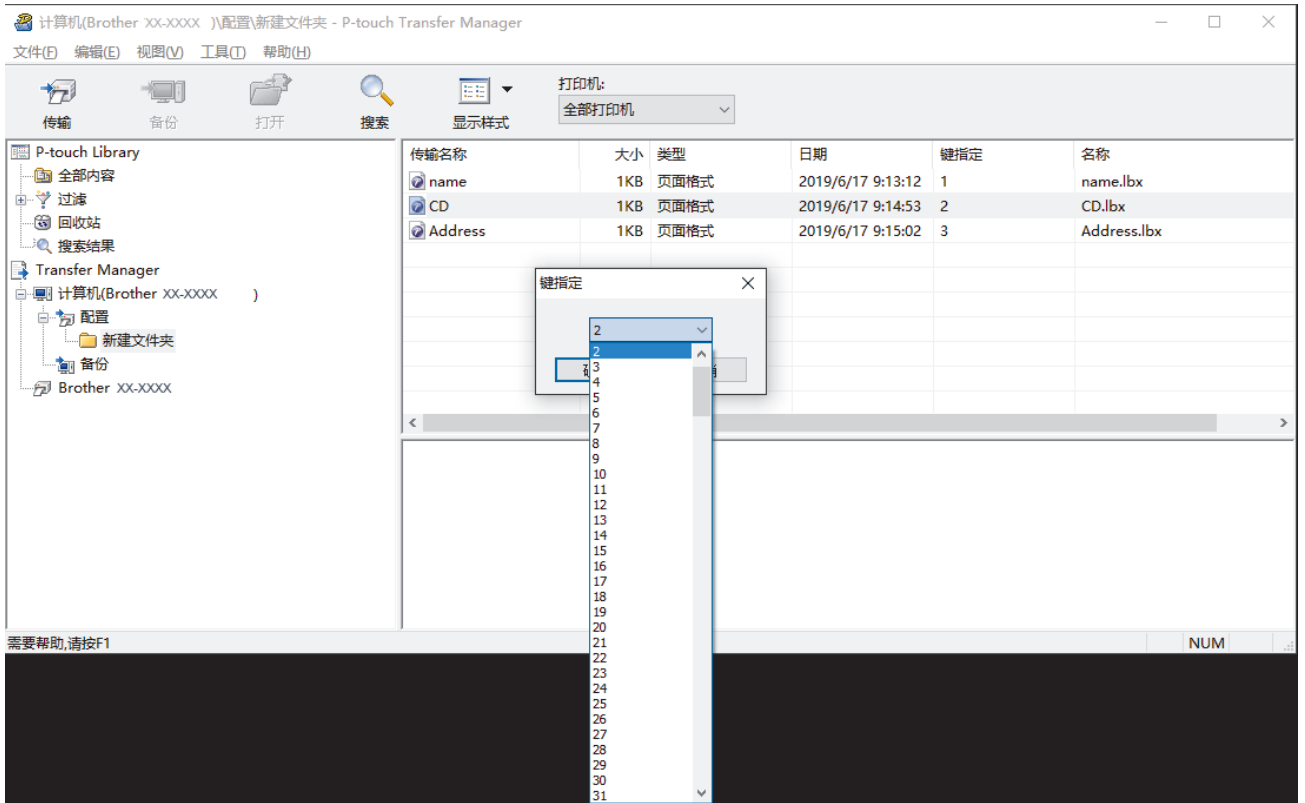 计算机(Brother XX-XXXX )\配置\新建文件夹 - P-touch Transfer Manager
文件(F) 编辑(E) 视图(V) 工具(T) 帮助(H)
传输 备份 打开 搜索 显示样式
打印机:
全部打印机
P-touch Library
全部内容
过滤
回收站
搜索结果
Transfer Manager
计算机(Brother XX-XXXX )
配置
新建文件夹
备份
Brother XX-XXXX
传输名称 大小 类型 日期 键指定 名称
name 1KB 页面格式 2019/6/17 9:13:12 1 name.lbx
CD 1KB 页面格式 2019/6/17 9:14:53 2 CD.lbx
Address 1KB 页面格式 2019/6/17 9:15:02 3 Address.lbx
键指定
2
2
3
4
5
6
7
8
9
10
11
12
13
14
15
16
17
18
19
20
21
22
23
24
25
26
27
28
29
30
31
需要帮助,请按F1
NUM